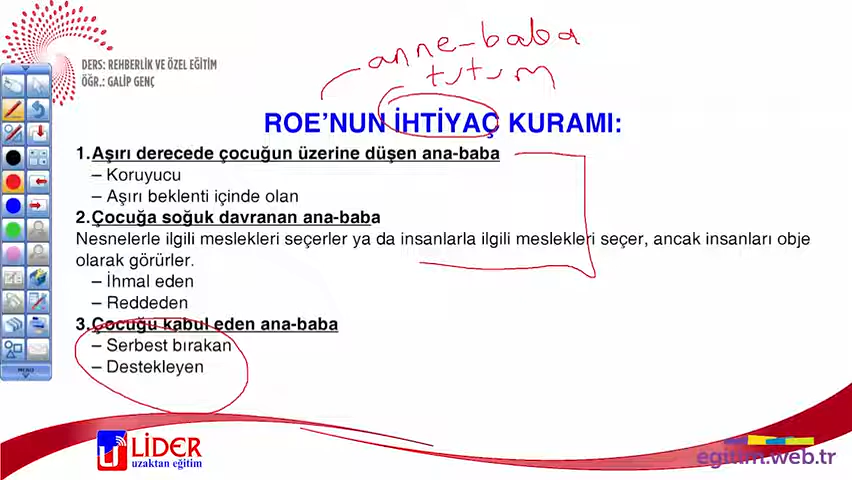 anne-baba
tutum
DERS: REHBERLİK VE ÖZEL EĞİTİM
ÖĞR.: GALİP GENÇ
ROE'NUN İHTİYAÇ KURAMI:
1.Aşırı derecede çocuğun üzerine düşen ana-baba
– Koruyucu
– Aşırı beklenti içinde olan
2.Çocuğa soğuk davranan ana-baba
Nesnelerle ilgili meslekleri seçerler ya da insanlarla ilgili meslekleri seçer, ancak insanları obje
olarak görürler.
– İhmal eden
– Reddeden
3.Çocuğu kabul eden ana-baba
– Serbest bırakan
– Destekleyen
MENU
LİDER
uzaktan eğitim
egitim.web.tr